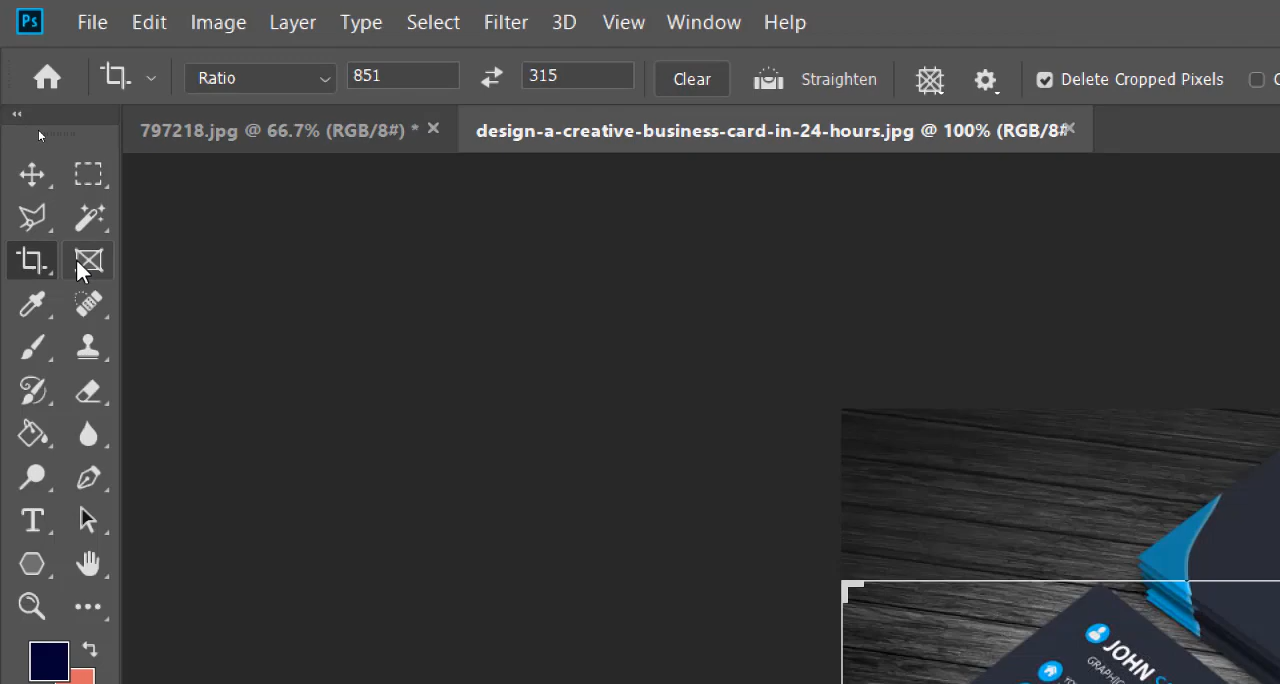 Ps File Edit Image Layer Type Select Filter 3D View Window Help
Ratio 851 315 Clear Straighten Delete Cropped Pixels
797218.jpg @ 66.7% (RGB/8#) * design-a-creative-business-card-in-24-hours.jpg @ 100% (RGB/8#
T
JOHN